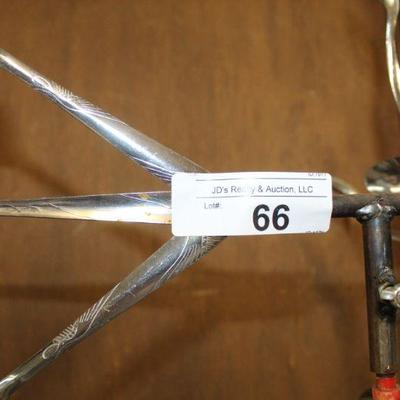 JD's Realty & Auction, LLC
Lot#:
66